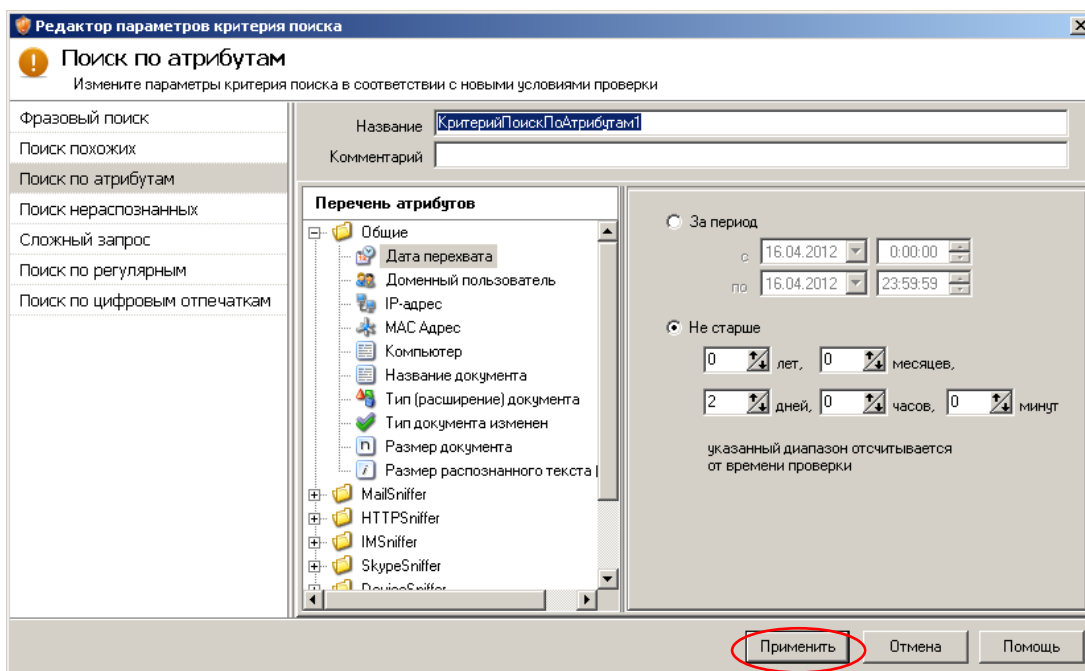 Редактор параметров критерия поиска
Поиск по атрибутам
Измените параметры критерия поиска в соответствии с новыми условиями проверки
Фразовый поиск
Поиск похожих
Поиск по атрибутам
Поиск нераспознанных
Сложный запрос
Поиск по регулярным
Поиск по цифровым отпечаткам
Название КритерийПоискПоАтрибутам1
Комментарий
Перечень атрибутов
Общие
Дата перехвата
Доменный пользователь
IP-адрес
MAC Адрес
Компьютер
Название документа
Тип (расширение) документа
Тип документа изменен
Размер документа
Размер распознанного текста
MailSniffer
HTTPSniffer
IMSniffer
SkypeSniffer
За период
с 16.04.2012 0:00:00
по 16.04.2012 23:59:59
Не старше
0 лет, 0 месяцев,
2 дней, 0 часов, 0 минут
указанный диапазон отсчитывается
от времени проверки
Применить Отмена Помощь